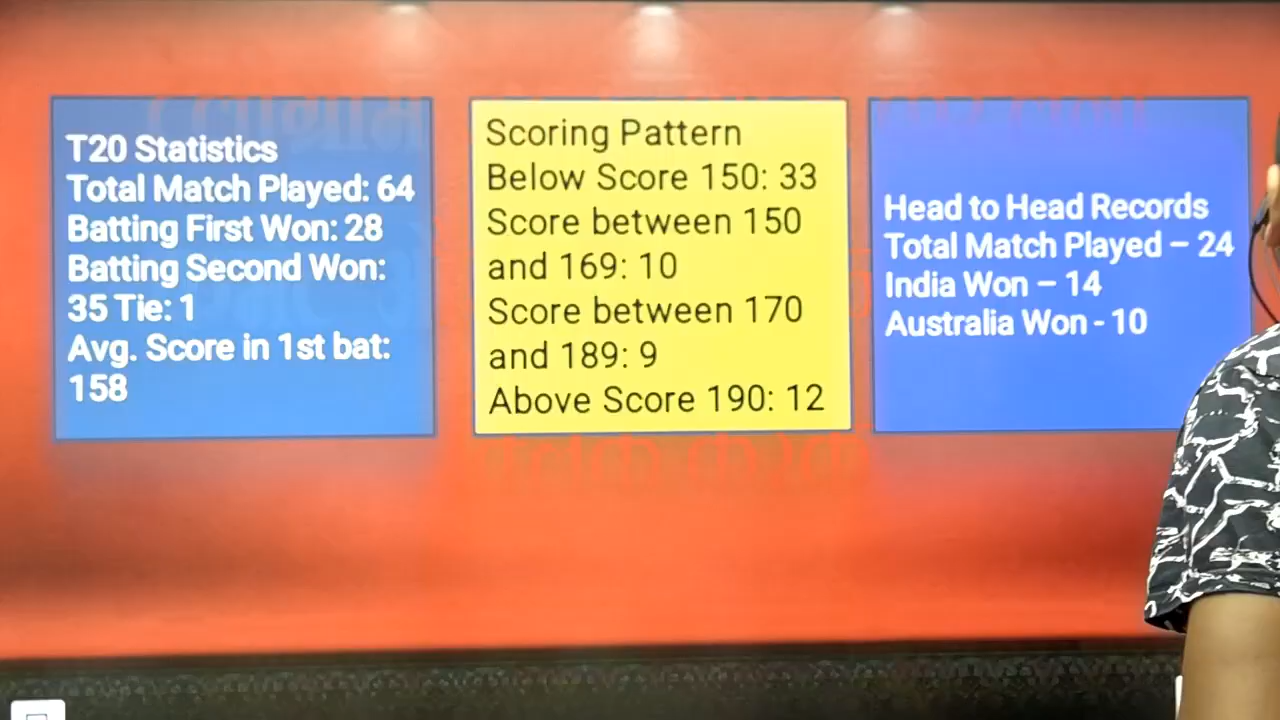 T20 Statistics
Total Match Played: 64
Batting First Won: 28
Batting Second Won:
35 Tie: 1
Avg. Score in 1st bat:
158
Scoring Pattern
Below Score 150: 33
Score between 150
and 169: 10
Score between 170
and 189: 9
Above Score 190: 12
Head to Head Records
Total Match Played – 24
India Won – 14
Australia Won - 10